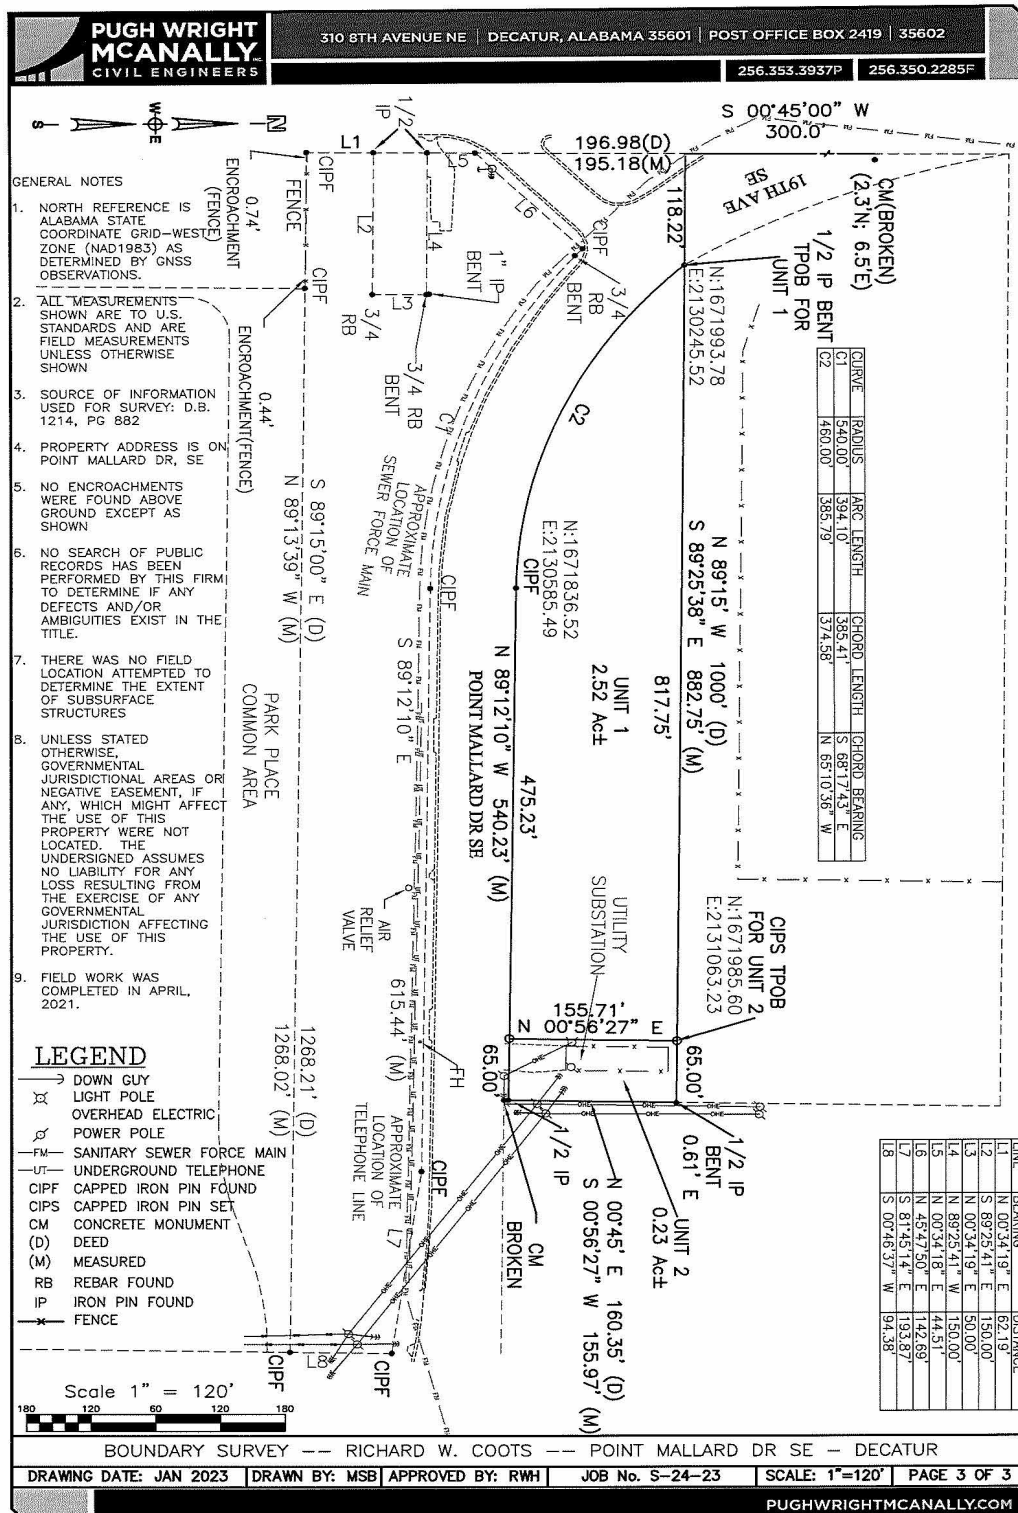 PUGH WRIGHT
MCANALLY
CIVIL ENGINEERS
310 8TH AVENUE NE | DECATUR, ALABAMA 35601 | POST OFFICE BOX 2419 | 35602
256.353.3937P
256.350.2285F
S
N
W
E
GENERAL NOTES
1. NORTH REFERENCE IS
ALABAMA STATE
COORDINATE GRID-WEST
ZONE (NAD1983) AS
DETERMINED BY GNSS
OBSERVATIONS.
2. ALL MEASUREMENTS
SHOWN ARE TO U.S.
STANDARDS AND ARE
FIELD MEASUREMENTS
UNLESS OTHERWISE
SHOWN
3. SOURCE OF INFORMATION
USED FOR SURVEY: D.B.
1214, PG 882
4. PROPERTY ADDRESS IS ON
POINT MALLARD DR, SE
5. NO ENCROACHMENTS
WERE FOUND ABOVE
GROUND EXCEPT AS
SHOWN
6. NO SEARCH OF PUBLIC
RECORDS HAS BEEN
PERFORMED BY THIS FIRM
TO DETERMINE IF ANY
DEFECTS AND/OR
AMBIGUITIES EXIST IN THE
TITLE.
7. THERE WAS NO FIELD
LOCATION ATTEMPTED TO
DETERMINE THE EXTENT
OF SUBSURFACE
STRUCTURES
8. UNLESS STATED
OTHERWISE,
GOVERNMENTAL
JURISDICTIONAL AREAS OR
NEGATIVE EASEMENT, IF
ANY, WHICH MIGHT AFFECT
THE USE OF THIS
PROPERTY WERE NOT
LOCATED. THE
UNDERSIGNED ASSUMES
NO LIABILITY FOR ANY
LOSS RESULTING FROM
THE EXERCISE OF ANY
GOVERNMENTAL
JURISDICTION AFFECTING
THE USE OF THIS
PROPERTY.
9. FIELD WORK WAS
COMPLETED IN APRIL,
2021.
LEGEND
DOWN GUY
LIGHT POLE
OVERHEAD ELECTRIC
POWER POLE
FM SANITARY SEWER FORCE MAIN
UT UNDERGROUND TELEPHONE
CIPF CAPPED IRON PIN FOUND
CIPS CAPPED IRON PIN SET
CM CONCRETE MONUMENT
(D) DEED
(M) MEASURED
RB REBAR FOUND
IP IRON PIN FOUND
FENCE
Scale 1" = 120'
180 120 60 120 180
S 00°45'00" W
300.0'
196.98(D)
195.18(M)
118.22'
19TH AVE
SE
CM(BROKEN)
(2.3'N; 6.5'E)
1/2 IP BENT
TPOB FOR
UNIT 1
N:1671993.78
E:2130245.52
CURVE RADIUS ARC LENGTH CHORD LENGTH CHORD BEARING
C1 540.00' 394.10' 385.41' S 68°17'43" E
C2 460.00' 385.79' 374.58' N 65°10'36" W
1/2
IP
L1
L2
L3
L4
L5
L6
CIPF
FENCE
CIPF
0.74'
ENCROACHMENT
(FENCE)
0.44'
ENCROACHMENT(FENCE)
1" IP
BENT
3/4
RB
3/4 RB
BENT
CIPF
3/4
RB
BENT
C1
C2
APPROXIMATE
LOCATION OF
SEWER FORCE MAIN
CIPF
CIPF
N:1671836.52
E:2130585.49
S 89°15'00" E (D)
N 89°13'39" W (M)
N 89°15' W 1000' (D)
S 89°25'38" E 882.75' (M)
817.75'
UNIT 1
2.52 Ac±
475.23'
N 89°12'10" W 540.23' (M)
POINT MALLARD DR SE
S 89°12'10" E
PARK PLACE
COMMON AREA
AIR
RELIEF
VALVE
615.44' (M)
FH
UTILITY
SUBSTATION
CIPS TPOB
FOR UNIT 2
N:1671985.60
E:2131063.23
155.71'
N 00°56'27" E
65.00'
65.00'
1/2 IP
BENT
0.61' E
1/2 IP
CM
BROKEN
UNIT 2
0.23 Ac±
N 00°45' E 160.35' (D)
S 00°56'27" W 155.97' (M)
APPROXIMATE
LOCATION OF
TELEPHONE LINE
CIPF
L7
1268.21' (D)
1268.02' (M)
CIPF
L8
CIPF
L1 N 00°34'19" E 62.19'
L2 S 89°25'41" E 150.00'
L3 N 00°34'19" E 50.00'
L4 N 89°25'41" W 150.00'
L5 N 00°34'18" E 44.51'
L6 N 45°47'50" E 142.69'
L7 S 81°45'14" E 193.87'
L8 S 00°46'37" W 94.38'
BOUNDARY SURVEY -- RICHARD W. COOTS -- POINT MALLARD DR SE - DECATUR
DRAWING DATE: JAN 2023 DRAWN BY: MSB APPROVED BY: RWH JOB No. S-24-23 SCALE: 1"=120' PAGE 3 OF 3
PUGHWRIGHTMCANALLY.COM